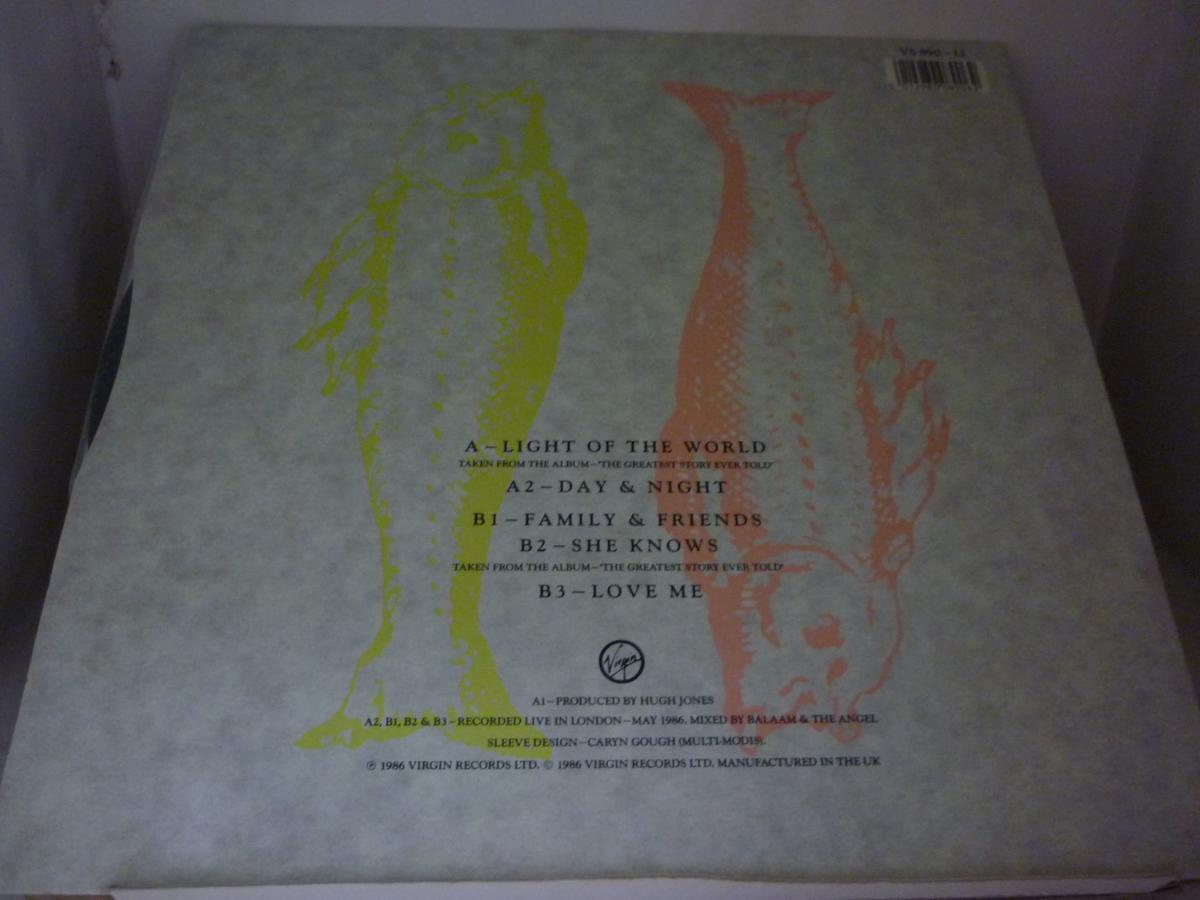 VS 890-12
A – LIGHT OF THE WORLD
TAKEN FROM THE ALBUM – 'THE GREATEST STORY EVER TOLD'
A2 – DAY & NIGHT
B1 – FAMILY & FRIENDS
B2 – SHE KNOWS
TAKEN FROM THE ALBUM – 'THE GREATEST STORY EVER TOLD'
B3 – LOVE ME
Virgin
A1 – PRODUCED BY HUGH JONES
A2, B1, B2 & B3 – RECORDED LIVE IN LONDON – MAY 1986. MIXED BY BALAAM & THE ANGEL
SLEEVE DESIGN – CARYN GOUGH (MULTI-MODIS).
℗ 1986 VIRGIN RECORDS LTD. © 1986 VIRGIN RECORDS LTD. MANUFACTURED IN THE UK